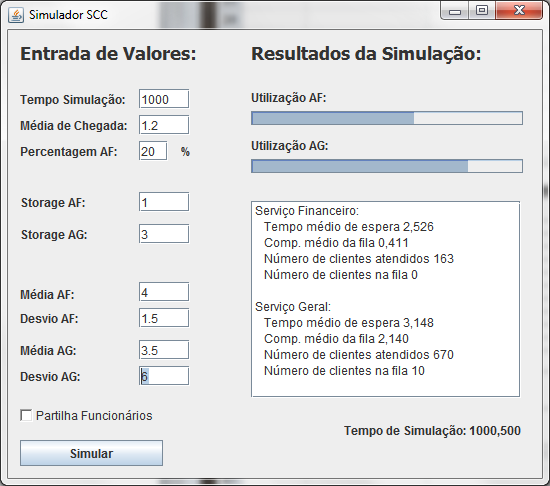 Simulador SCC
Entrada de Valores:
Tempo Simulação: 1000
Média de Chegada: 1.2
Percentagem AF: 20 %
Storage AF: 1
Storage AG: 3
Média AF: 4
Desvio AF: 1.5
Média AG: 3.5
Desvio AG: 6
Partilha Funcionários
Simular
Resultados da Simulação:
Utilização AF:
Utilização AG:
Serviço Financeiro:
Tempo médio de espera 2,526
Comp. médio da fila 0,411
Número de clientes atendidos 163
Número de clientes na fila 0
Serviço Geral:
Tempo médio de espera 3,148
Comp. médio da fila 2,140
Número de clientes atendidos 670
Número de clientes na fila 10
Tempo de Simulação: 1000,500